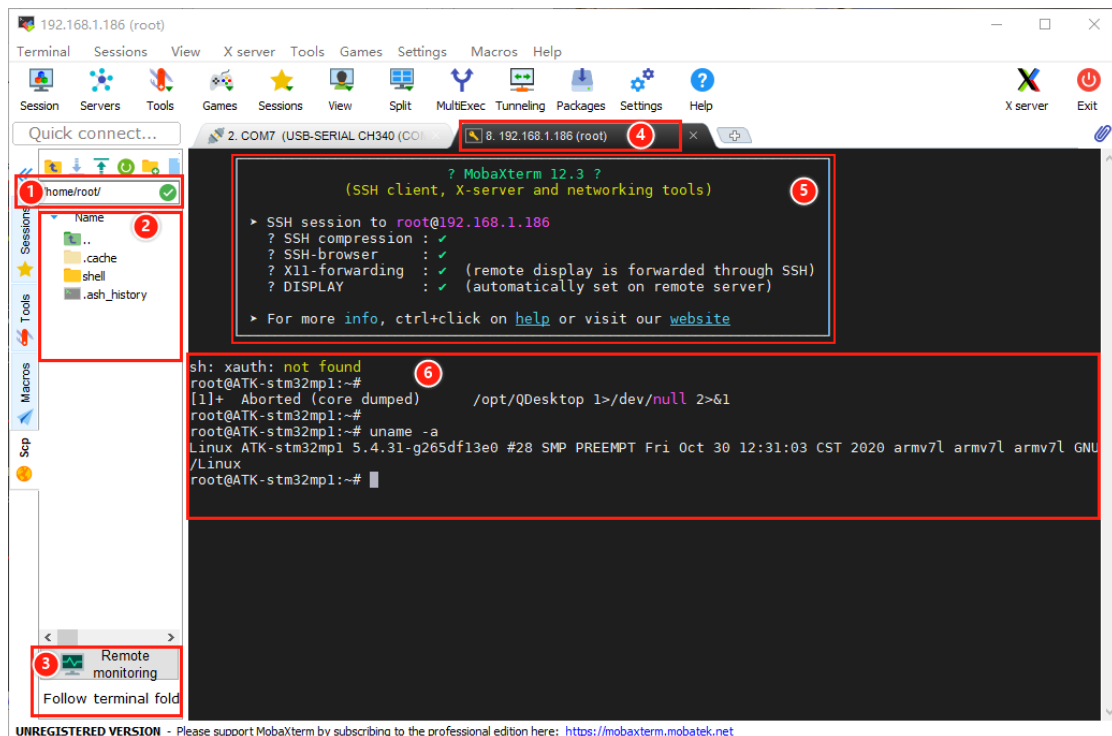 192.168.1.186 (root)
Terminal Sessions View X server Tools Games Settings Macros Help
Session Servers Tools Games Sessions View Split MultiExec Tunneling Packages Settings Help X server Exit
Quick connect...
2. COM7 (USB-SERIAL CH340 (CO
8. 192.168.1.186 (root)
4
1
/home/root/
Name
2
..
.cache
shell
.ash_history
Sessions
Tools
Macros
Scp
5
? MobaXterm 12.3 ?
(SSH client, X-server and networking tools)
➤ SSH session to root@192.168.1.186
? SSH compression : ✔
? SSH-browser : ✔
? X11-forwarding : ✔ (remote display is forwarded through SSH)
? DISPLAY : ✔ (automatically set on remote server)
➤ For more info, ctrl+click on help or visit our website
6
sh: xauth: not found
root@ATK-stm32mp1:~#
[1]+ Aborted (core dumped) /opt/QDesktop 1>/dev/null 2>&1
root@ATK-stm32mp1:~#
root@ATK-stm32mp1:~# uname -a
Linux ATK-stm32mp1 5.4.31-g265df13e0 #28 SMP PREEMPT Fri Oct 30 12:31:03 CST 2020 armv7l armv7l armv7l GNU
/Linux
root@ATK-stm32mp1:~#
3
Remote
monitoring
Follow terminal fold
UNREGISTERED VERSION - Please support MobaXterm by subscribing to the professional edition here: https://mobaxterm.mobatek.net